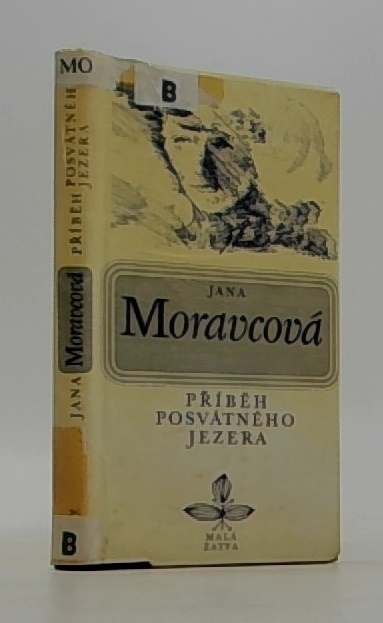 MO
PŘÍBĚH POSVÁTNÉHO
JEZERA
JANA Moravcová
B
B
JANA
Moravcová
PŘÍBĚH
POSVÁTNÉHO
JEZERA
MALÁ
ŽATVA